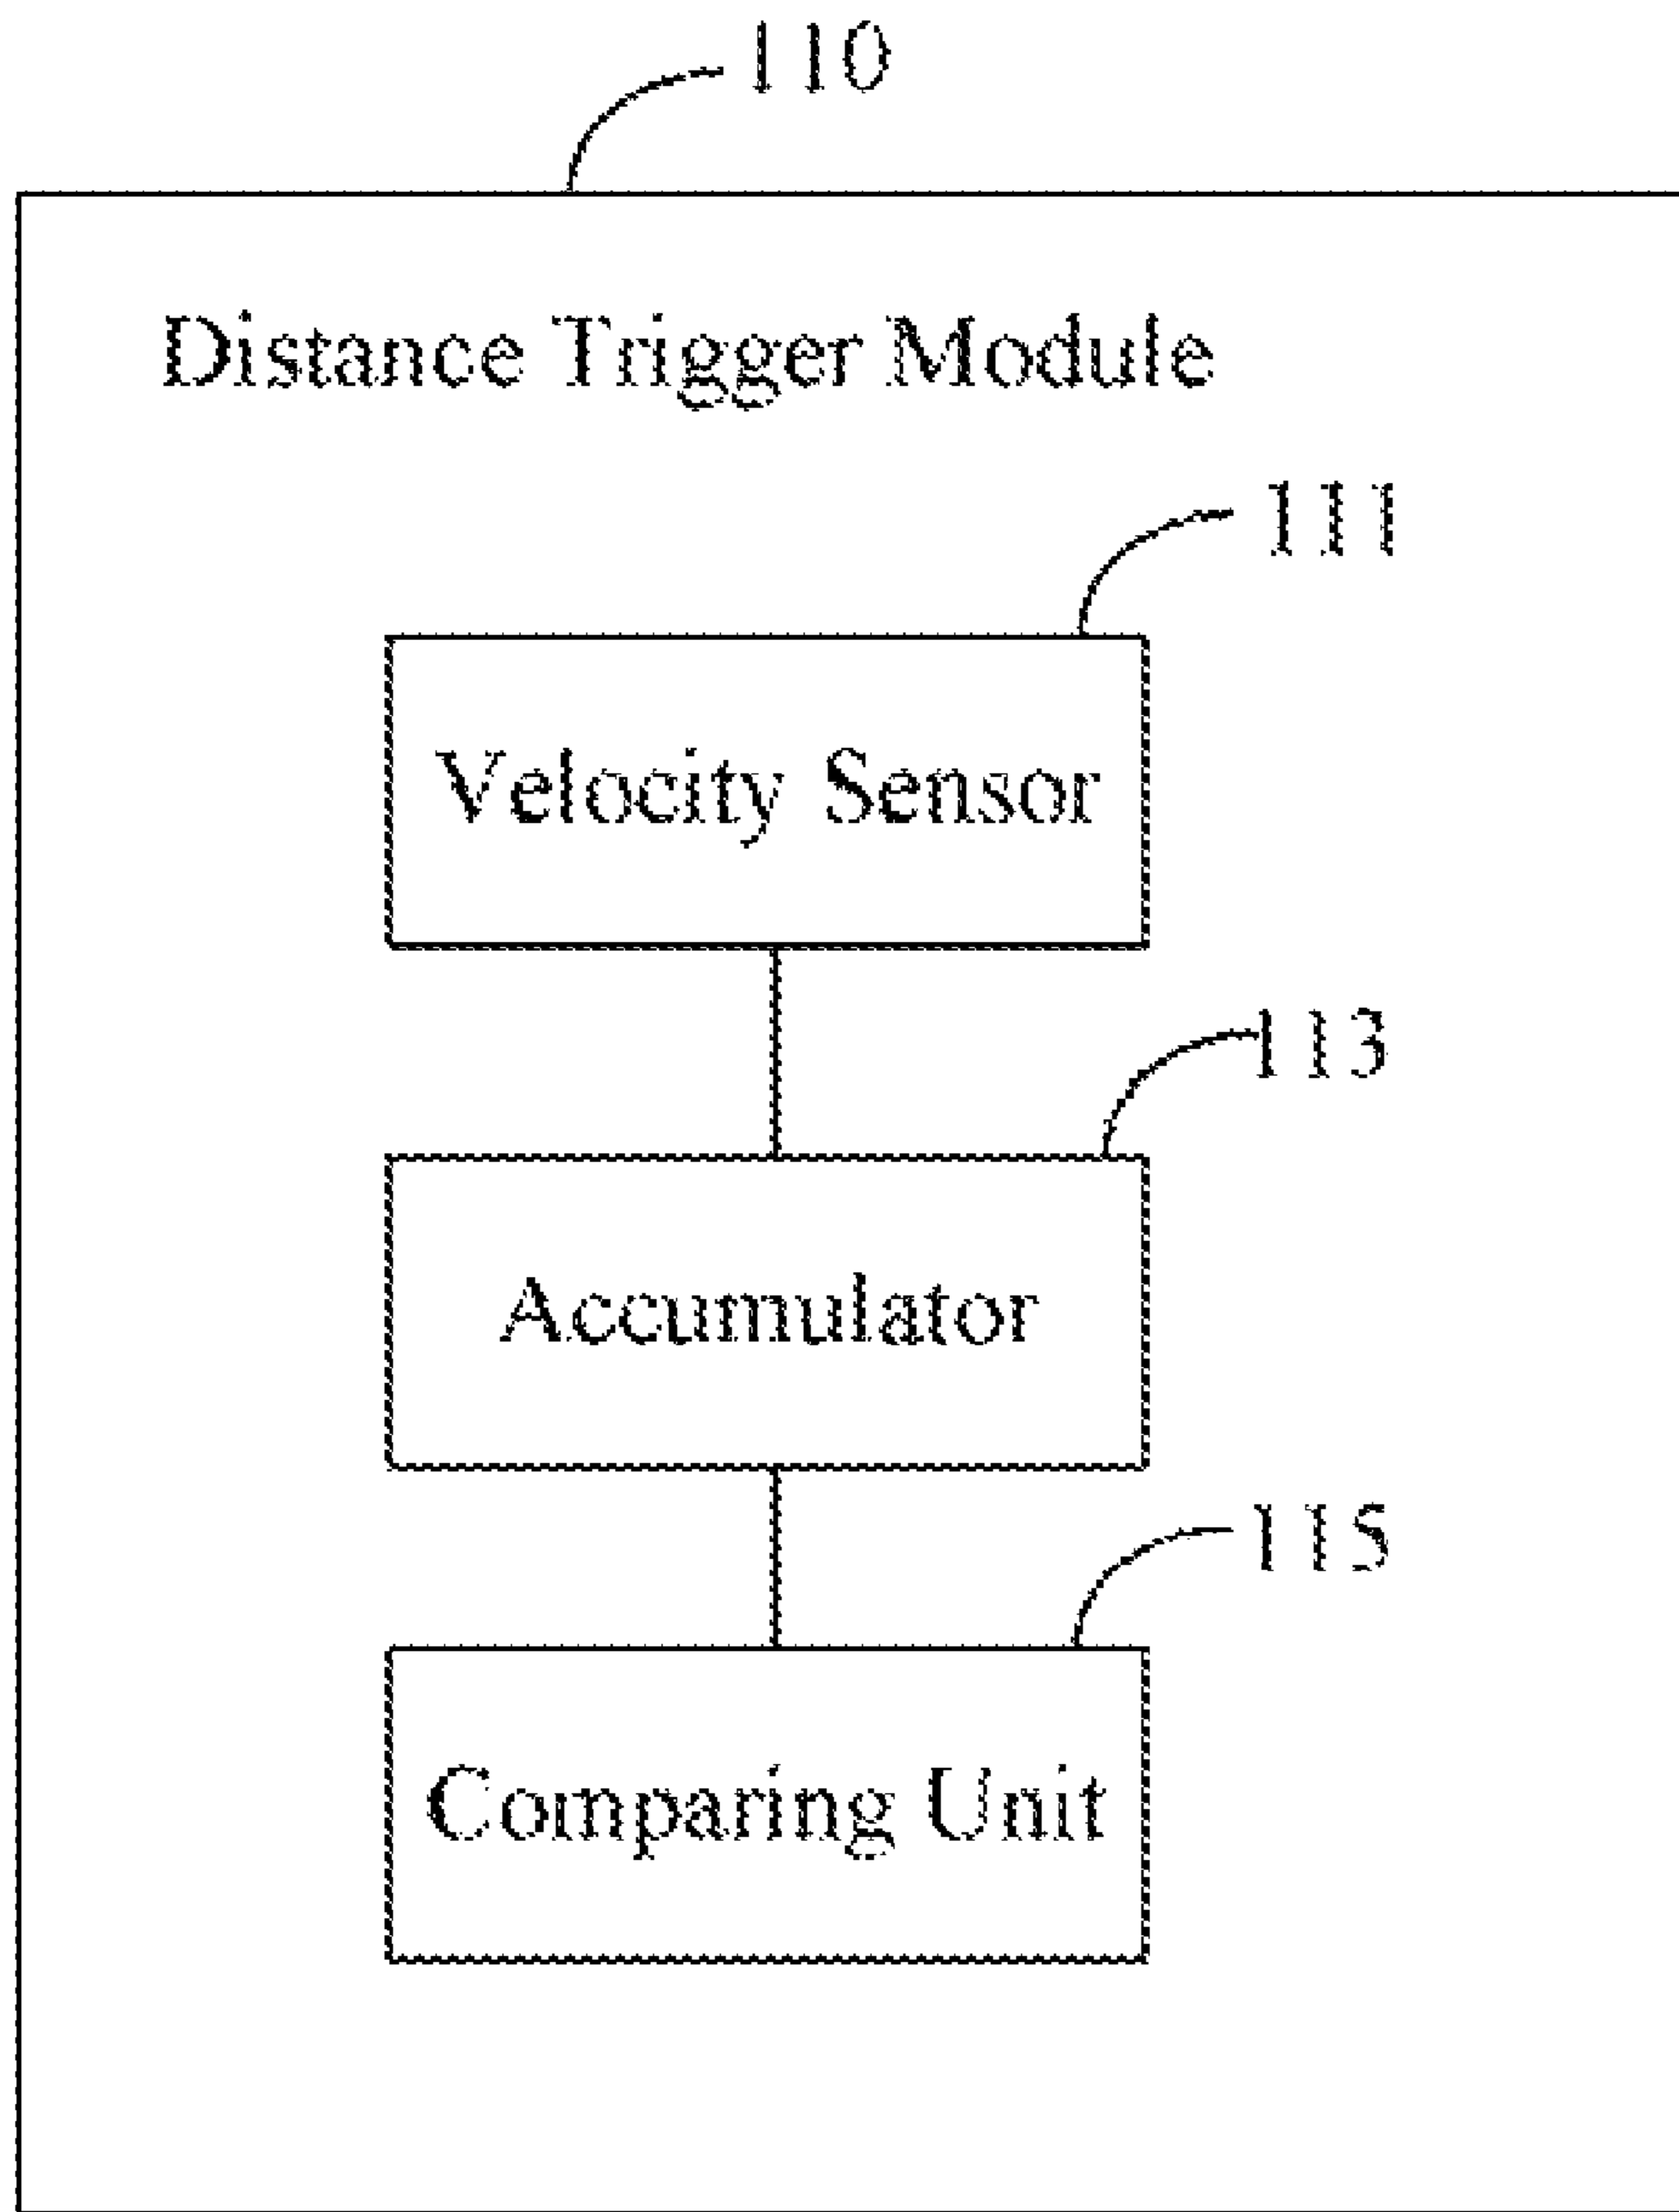 110
Distance Trigger Module
111
Velocity Sensor
113
Accumulator
115
Comparing Unit